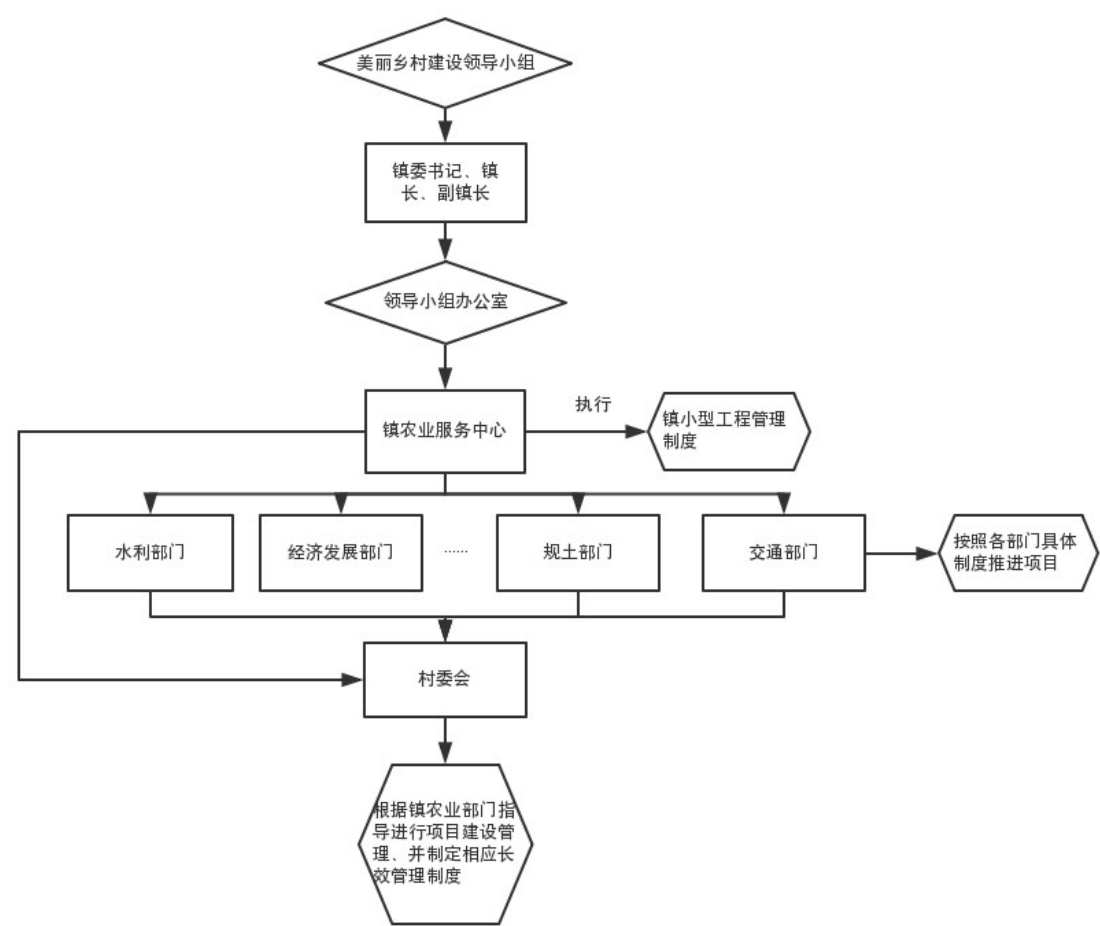 美丽乡村建设领导小组
镇委书记、镇
长、副镇长
领导小组办公室
镇农业服务中心
执行
镇小型工程管理
制度
水利部门
经济发展部门
......
规土部门
交通部门
按照各部门具体
制度推进项目
村委会
根据镇农业部门指
导进行项目建设管
理、并制定相应长
效管理制度